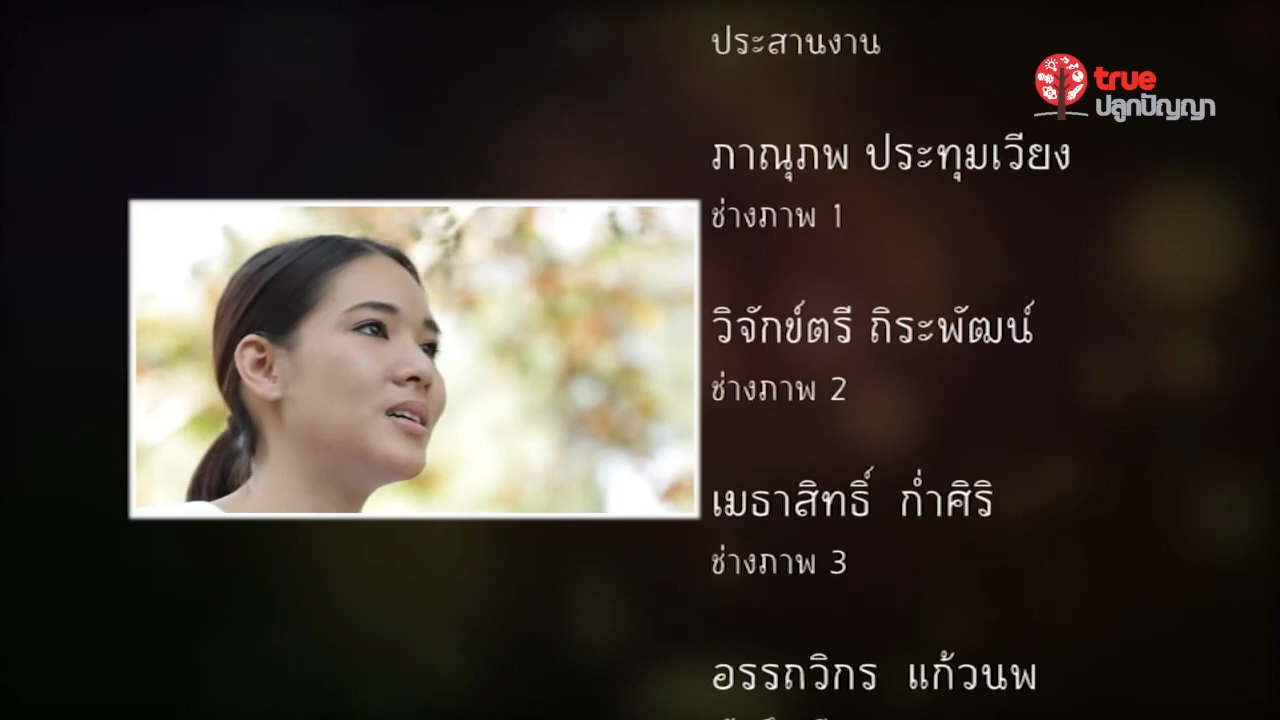 ประสานงาน
true
ปลูกปัญญา
ภาณุภพ ประทุมเวียง
ช่างภาพ 1
วิจักข์ตรี ถิระพัฒน์
ช่างภาพ 2
เมธาสิทธิ์ ก่ำศิริ
ช่างภาพ 3
อรรถวิกร แก้วนพ